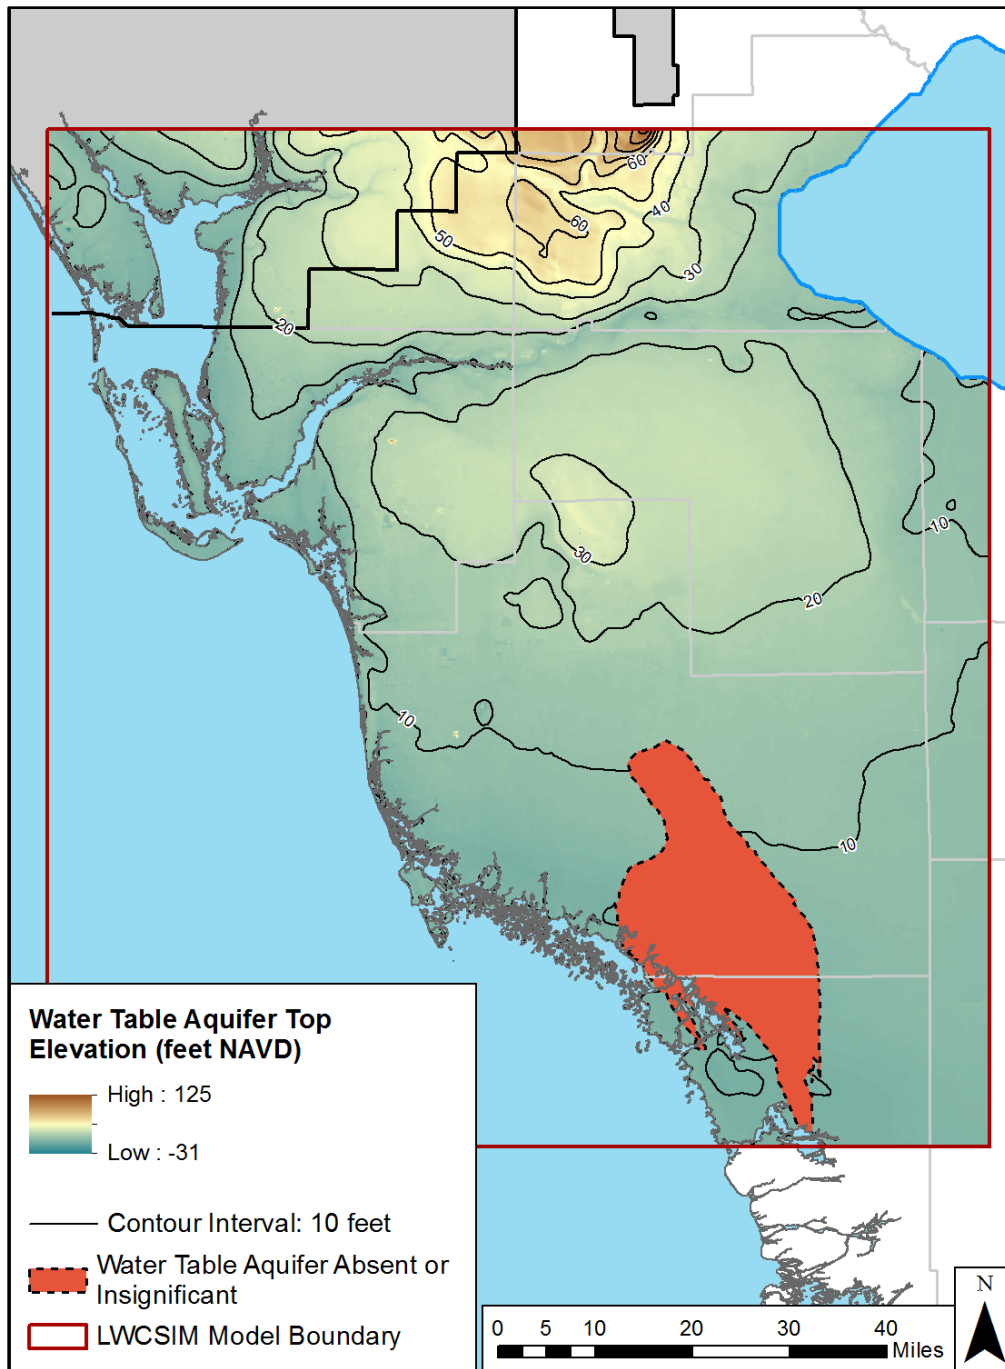 60
40
60
50
30
20
10
30
20
10
10
Water Table Aquifer Top
Elevation (feet NAVD)
High : 125
Low : -31
Contour Interval: 10 feet
Water Table Aquifer Absent or
Insignificant
LWCSIM Model Boundary
0 5 10 20 30 40
Miles
N